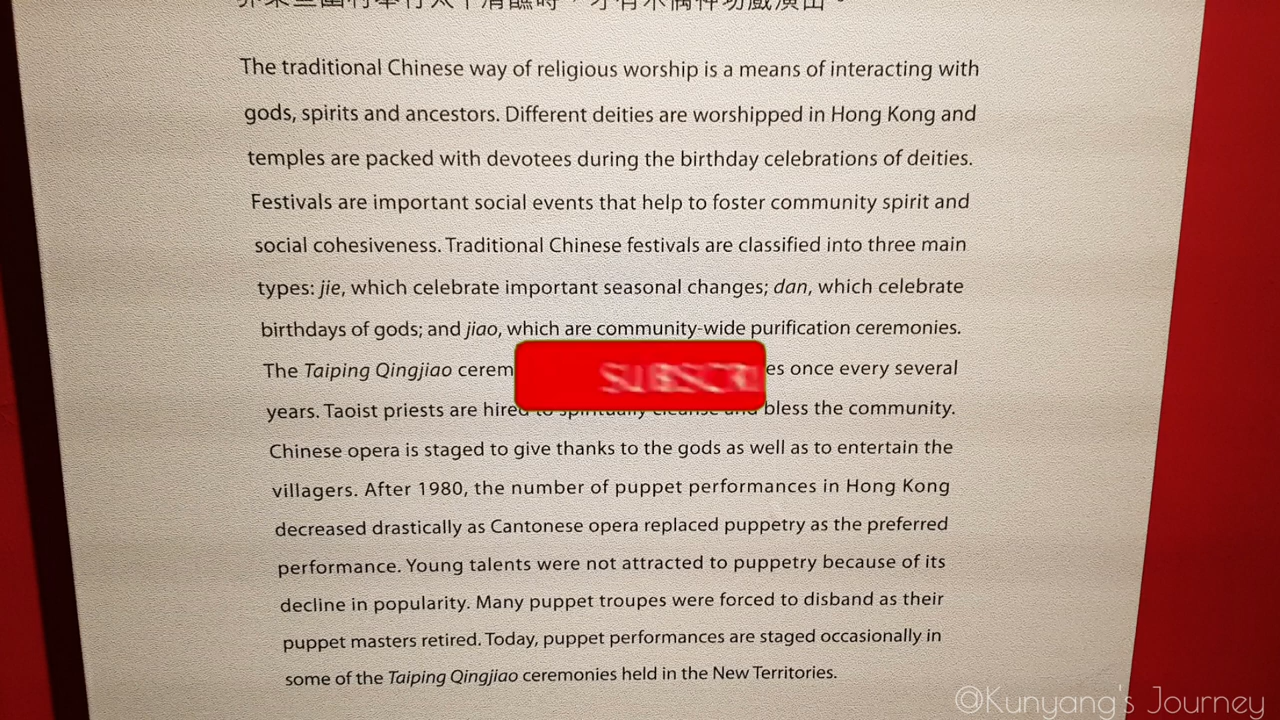 The traditional Chinese way of religious worship is a means of interacting with
gods, spirits and ancestors. Different deities are worshipped in Hong Kong and
temples are packed with devotees during the birthday celebrations of deities.
Festivals are important social events that help to foster community spirit and
social cohesiveness. Traditional Chinese festivals are classified into three main
types: jie, which celebrate important seasonal changes; dan, which celebrate
birthdays of gods; and jiao, which are community-wide purification ceremonies.
The Taiping Qingjiao once every several
SUBSCRI
years. Taoist priests are hired to spiritually cleanse and bless the community.
Chinese opera is staged to give thanks to the gods as well as to entertain the
villagers. After 1980, the number of puppet performances in Hong Kong
decreased drastically as Cantonese opera replaced puppetry as the preferred
performance. Young talents were not attracted to puppetry because of its
decline in popularity. Many puppet troupes were forced to disband as their
puppet masters retired. Today, puppet performances are staged occasionally in
some of the Taiping Qingjiao ceremonies held in the New Territories.
©Kunyang's Journey